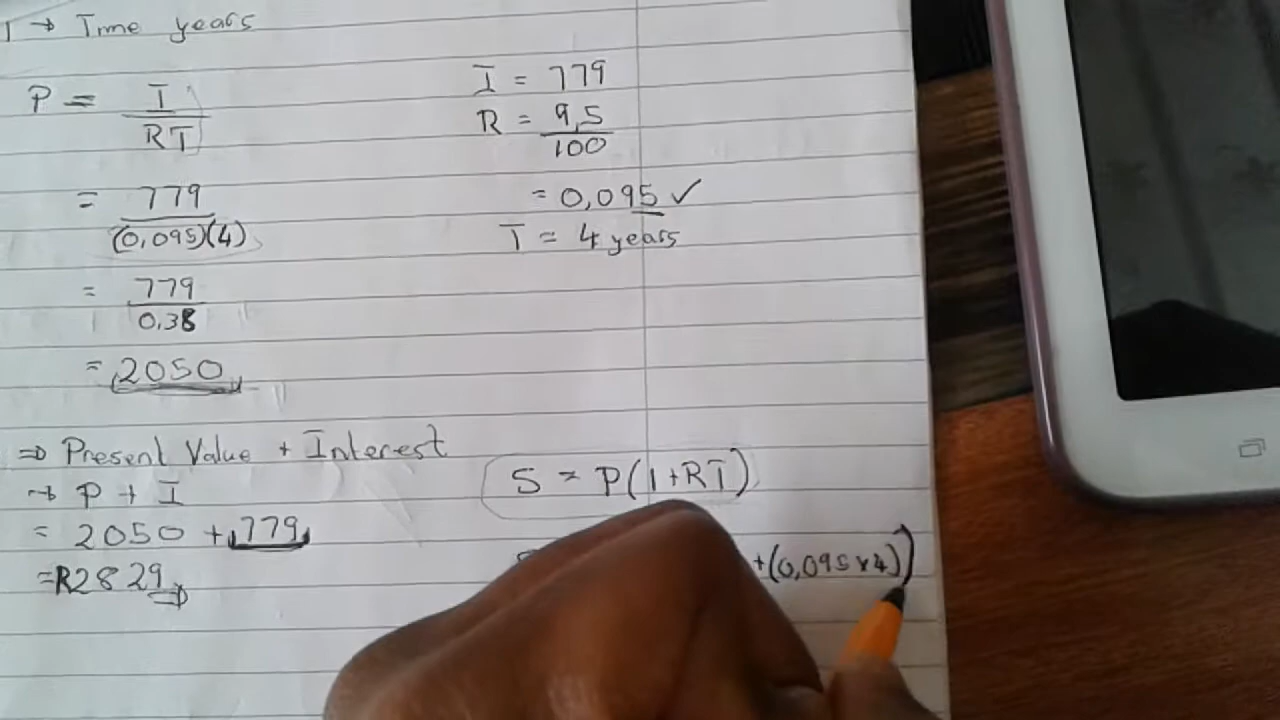 → Time years
P = I / RT
= 779 / (0,095)(4)
= 779 / 0,38
= 2050
I = 779
R = 9,5 / 100
= 0,095 ✓
T = 4 years
⇒ Present Value + Interest
→ P + I
= 2050 + 779
= R2829
S = P(1+RT)
+(0,095×4))